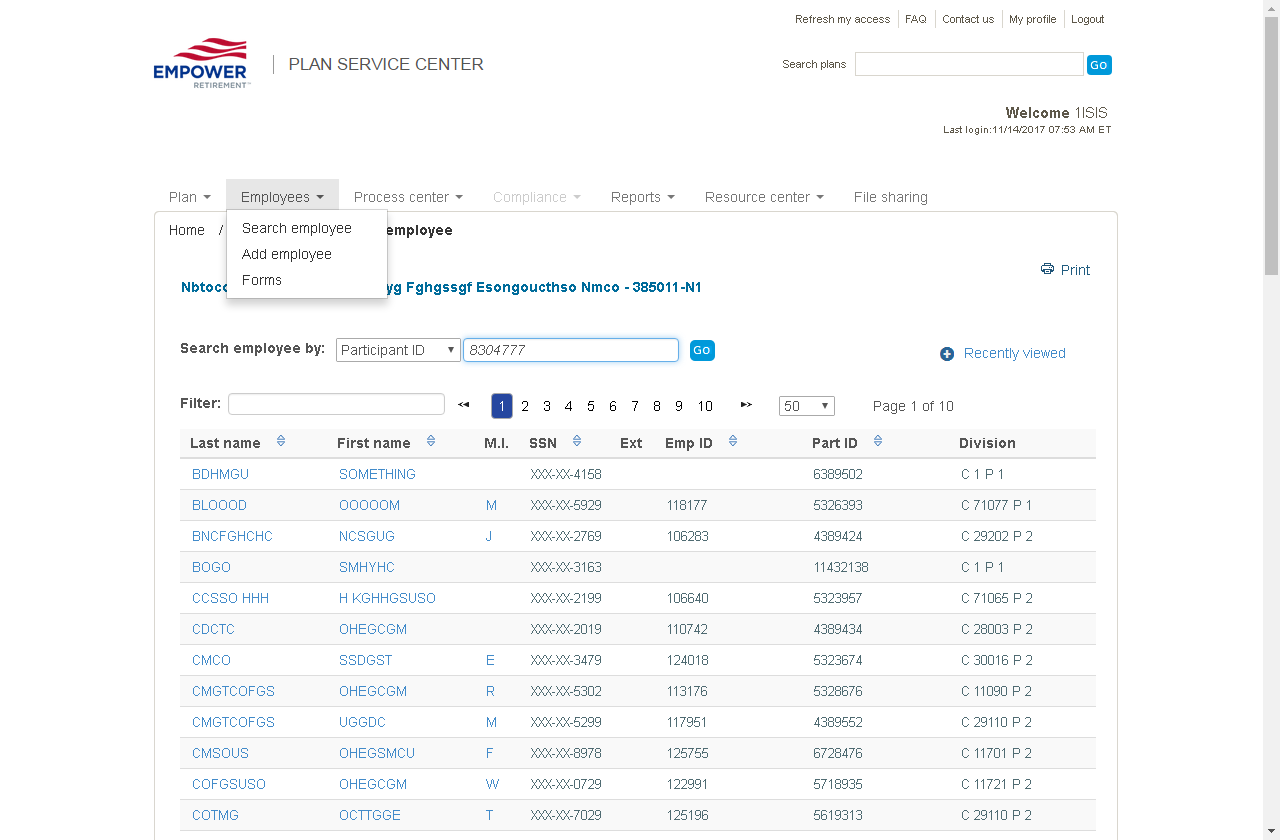 Refresh my access FAQ Contact us My profile Logout
EMPOWER RETIREMENT™ PLAN SERVICE CENTER
Search plans Go
Welcome 1ISIS
Last login:11/14/2017 07:53 AM ET
Plan Employees Process center Compliance Reports Resource center File sharing
Home / employee
Search employee
Add employee
Forms
Print
Fghgssgf Esongoucthso Nmco - 385011-N1
Search employee by: Participant ID 8304777 Go Recently viewed
Filter: 1 2 3 4 5 6 7 8 9 10 50 Page 1 of 10
Last name First name M.I. SSN Ext Emp ID Part ID Division
BDHMGU SOMETHING XXX-XX-4158 6389502 C 1 P 1
BLOOOD OOOOOM M XXX-XX-5929 118177 5326393 C 71077 P 1
BNCFGHCHC NCSGUG J XXX-XX-2769 106283 4389424 C 29202 P 2
BOGO SMHYHC XXX-XX-3163 11432138 C 1 P 1
CCSSO HHH H KGHHGSUSO XXX-XX-2199 106640 5323957 C 71065 P 2
CDCTC OHEGCGM XXX-XX-2019 110742 4389434 C 28003 P 2
CMCO SSDGST E XXX-XX-3479 124018 5323674 C 30016 P 2
CMGTCOFGS OHEGCGM R XXX-XX-5302 113176 5328676 C 11090 P 2
CMGTCOFGS UGGDC M XXX-XX-5299 117951 4389552 C 29110 P 2
CMSOUS OHEGSMCU F XXX-XX-8978 125755 6728476 C 11701 P 2
COFGSUSO OHEGCGM W XXX-XX-0729 122991 5718935 C 11721 P 2
COTMG OCTTGGE T XXX-XX-7029 125196 5619313 C 29110 P 2